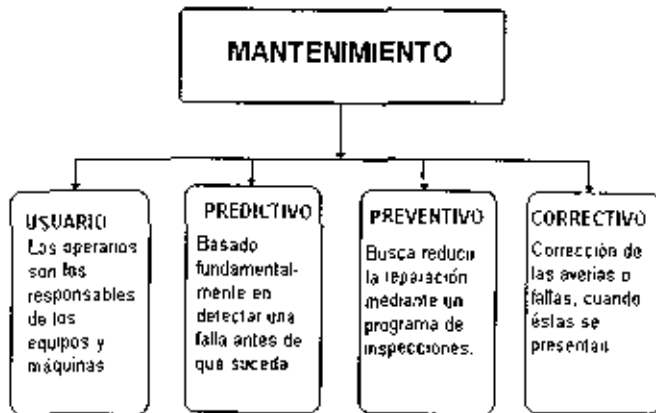 MANTENIMIENTO
USUARIO
Los operarios
son los
responsables
de los
equipos y
máquinas
PREDICTIVO
Basado
fundamental-
mente en
detectar una
falla antes de
que suceda
PREVENTIVO
Busca reducir
la reparación
mediante un
programa de
inspecciones.
CORRECTIVO
Corrección de
las averías o
fallas, cuando
éstas se
presentan